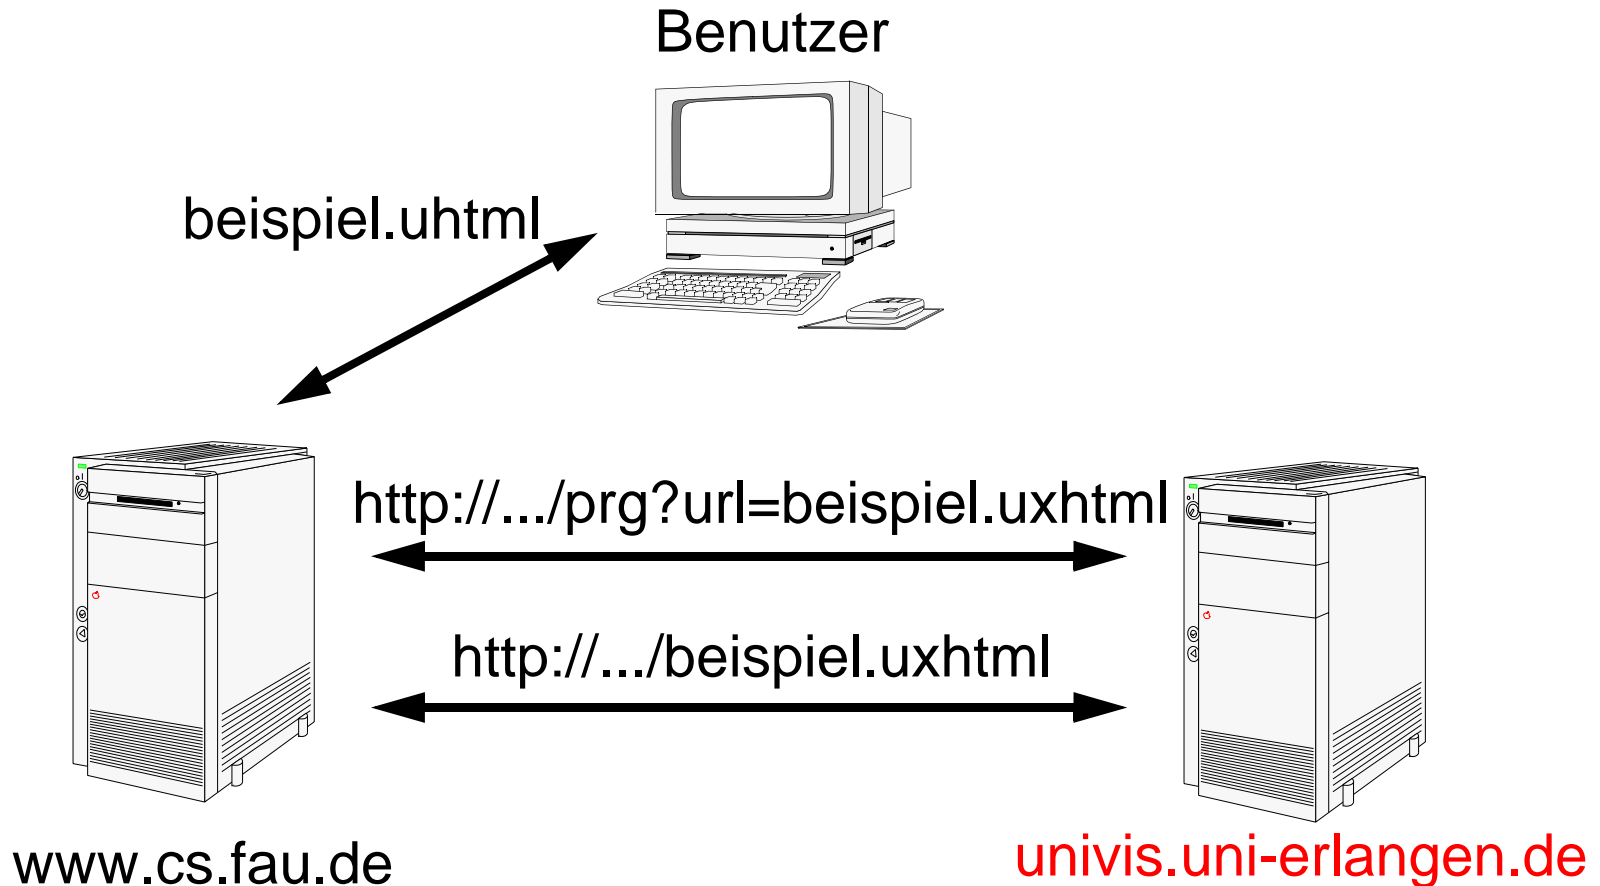 Benutzer
beispiel.uhtml
http://.../prg?url=beispiel.uxhtml
http://.../beispiel.uxhtml
www.cs.fau.de
univis.uni-erlangen.de